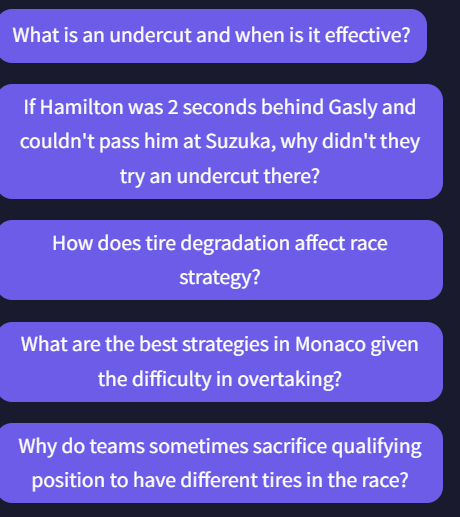 What is an undercut and when is it effective?
If Hamilton was 2 seconds behind Gasly and
couldn't pass him at Suzuka, why didn't they
try an undercut there?
How does tire degradation affect race
strategy?
What are the best strategies in Monaco given
the difficulty in overtaking?
Why do teams sometimes sacrifice qualifying
position to have different tires in the race?